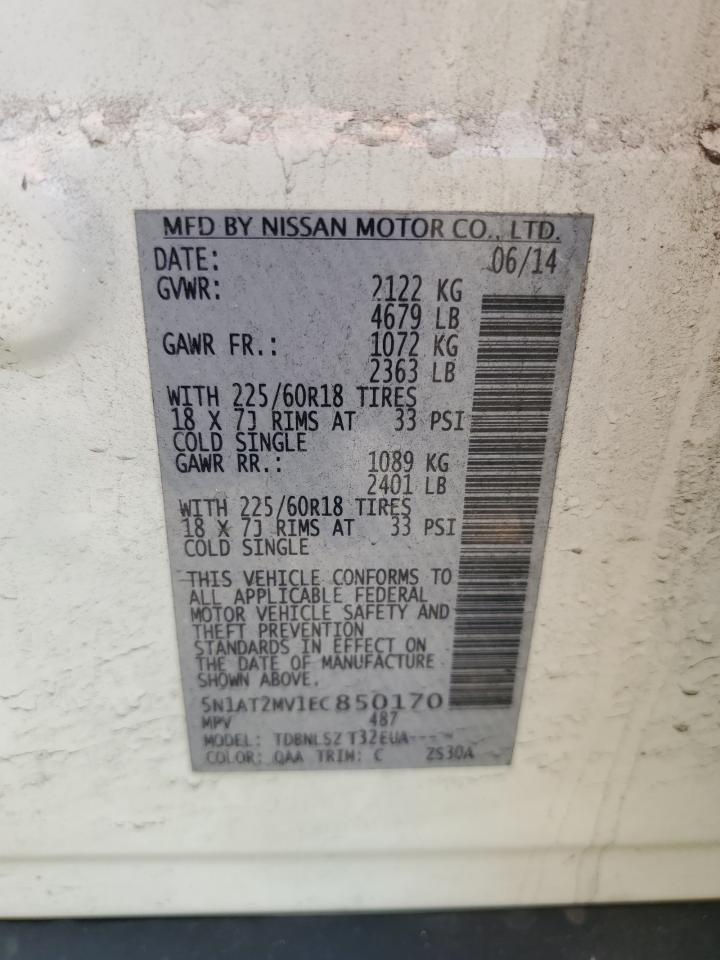 MFD BY NISSAN MOTOR CO., LTD.
DATE: 06/14
GVWR: 2122 KG
4679 LB
GAWR FR.: 1072 KG
2363 LB
WITH 225/60R18 TIRES
18 X 7J RIMS AT 33 PSI
COLD SINGLE
GAWR RR.: 1089 KG
2401 LB
WITH 225/60R18 TIRES
18 X 7J RIMS AT 33 PSI
COLD SINGLE
THIS VEHICLE CONFORMS TO
ALL APPLICABLE FEDERAL
MOTOR VEHICLE SAFETY AND
THEFT PREVENTION
STANDARDS IN EFFECT ON
THE DATE OF MANUFACTURE
SHOWN ABOVE.
5N1AT2MV1EC850170
MPV 487
MODEL: TDBNLSZ T32EUA----
COLOR: QAA TRIM: C ZS30A